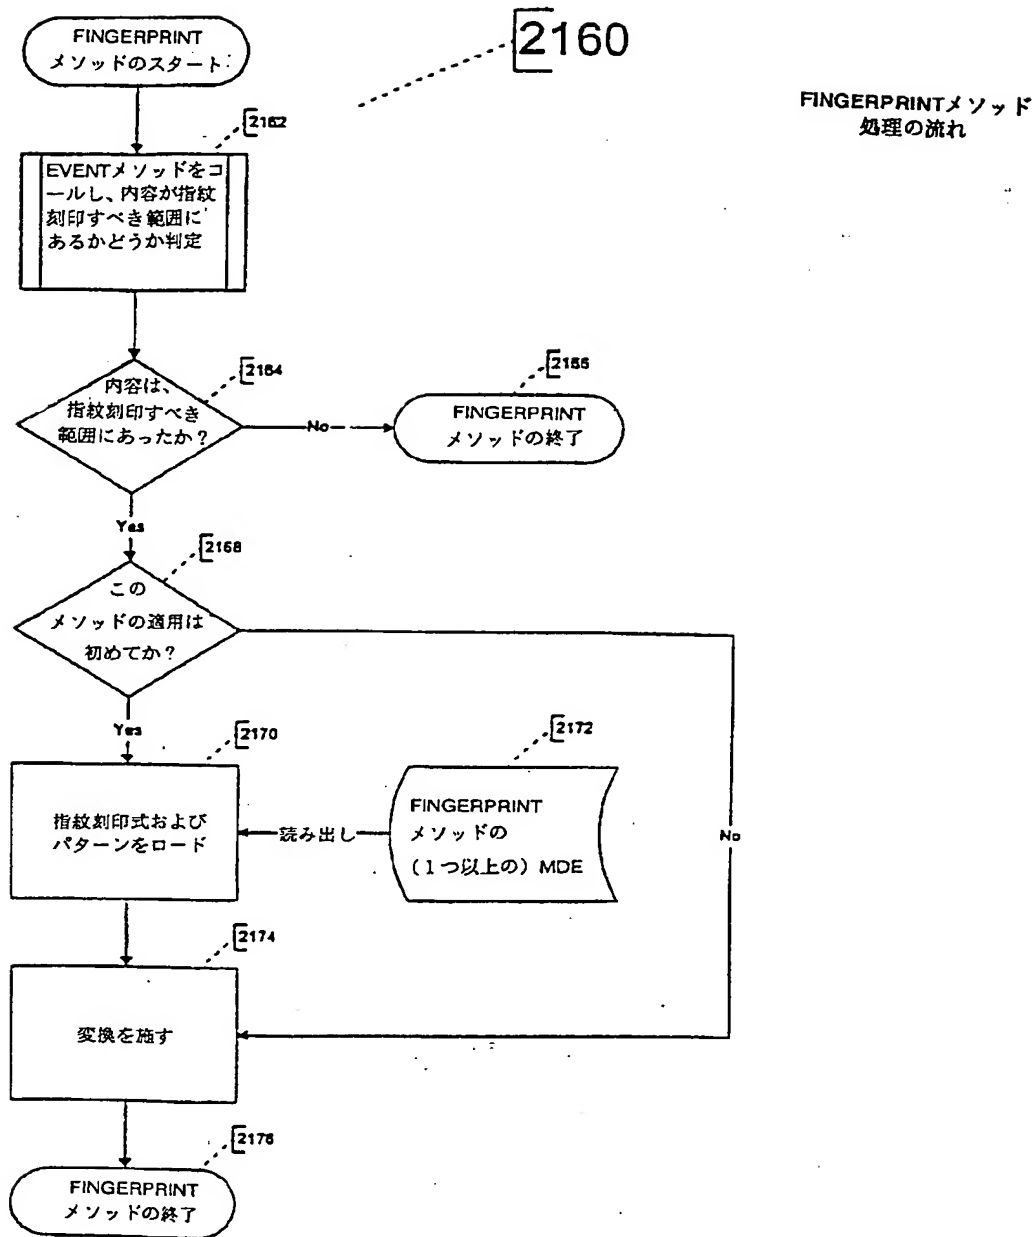 FINGERPRINT
メソッドのスタート
2160
FINGERPRINTメソッド
処理の流れ
2162
EVENTメソッドをコ
ールし、内容が指紋
刻印すべき範囲に
あるかどうか判定
2164
内容は、
指紋刻印すべき
範囲にあったか？
No
2166
FINGERPRINT
メソッドの終了
Yes
2168
この
メソッドの適用は
初めてか？
Yes
No
2170
指紋刻印式および
パターンをロード
読み出し
2172
FINGERPRINT
メソッドの
(１つ以上の) MDE
2174
変換を施す
2176
FINGERPRINT
メソッドの終了